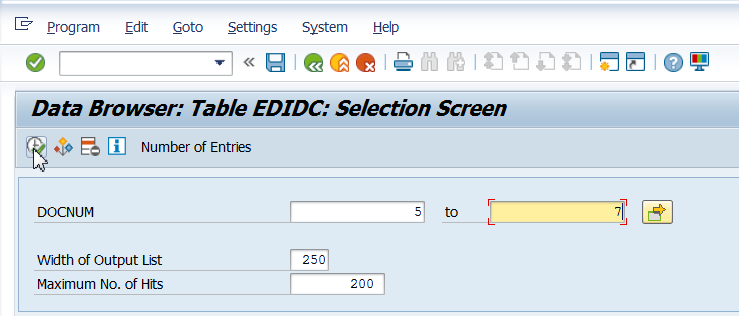 Program Edit Goto Settings System Help
Data Browser: Table EDIDC: Selection Screen
Number of Entries
DOCNUM 5 to 7
Width of Output List 250
Maximum No. of Hits 200